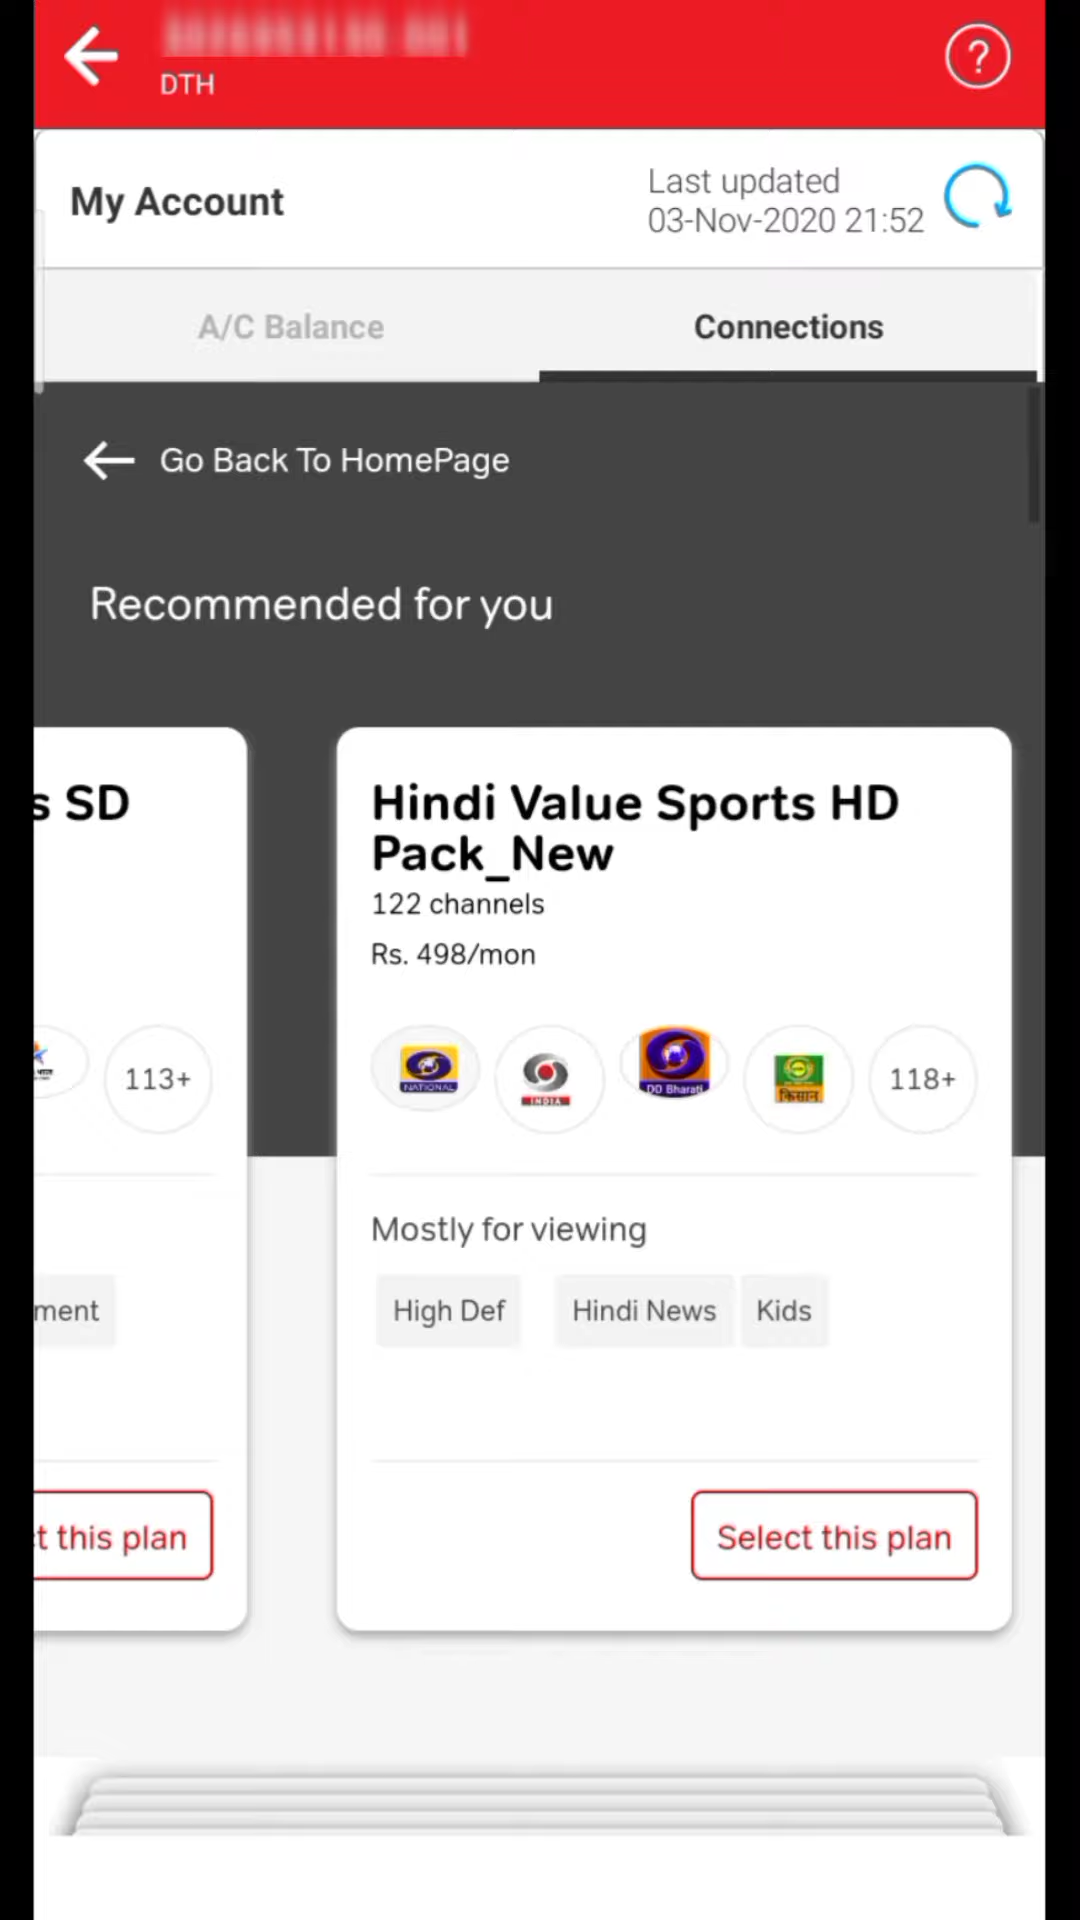 DTH
?
My Account
Last updated
03-Nov-2020 21:52
A/C Balance
Connections
Go Back To HomePage
Recommended for you
s SD
Hindi Value Sports HD
Pack_New
122 channels
Rs. 498/mon
113+
NATIONAL
INDIA
DD Bharati
किसान
118+
Mostly for viewing
ment
High Def
Hindi News
Kids
t this plan
Select this plan